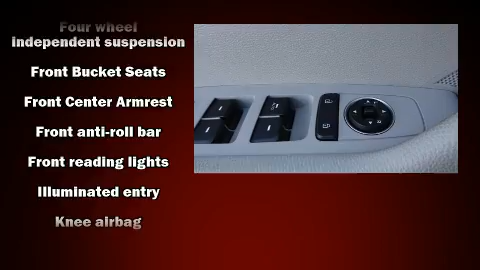 Four wheel
independent suspension
Front Bucket Seats
Front Center Armrest
Front anti-roll bar
Front reading lights
Illuminated entry
Knee airbag